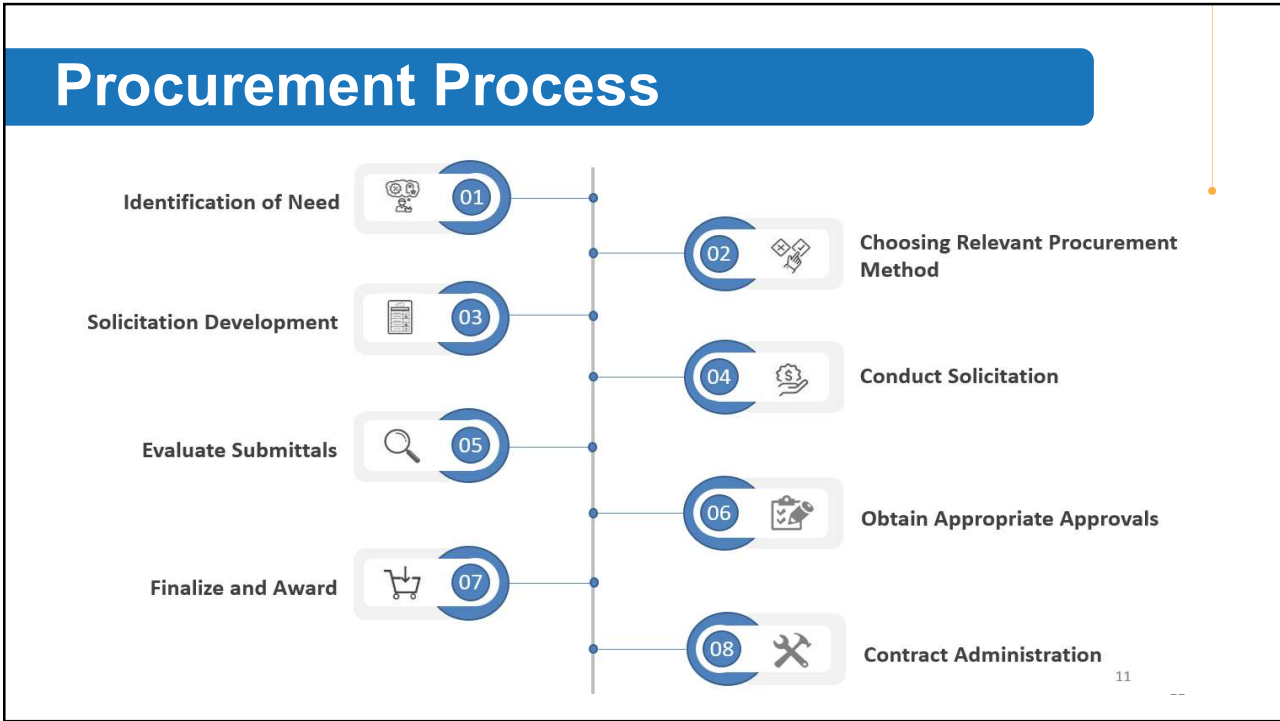 Procurement Process
Identification of Need
01
02
Choosing Relevant Procurement
Method
03
Solicitation Development
04
Conduct Solicitation
Evaluate Submittals
05
06
Obtain Appropriate Approvals
Finalize and Award
07
08
Contract Administration
11